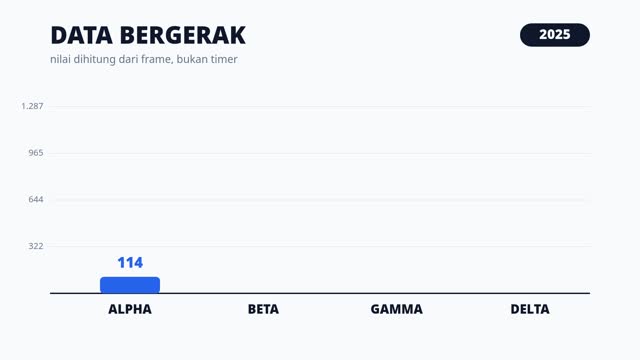 DATA BERGERAK
2025
nilai dihitung dari frame, bukan timer
1.287
965
644
322
114
ALPHA
BETA
GAMMA
DELTA